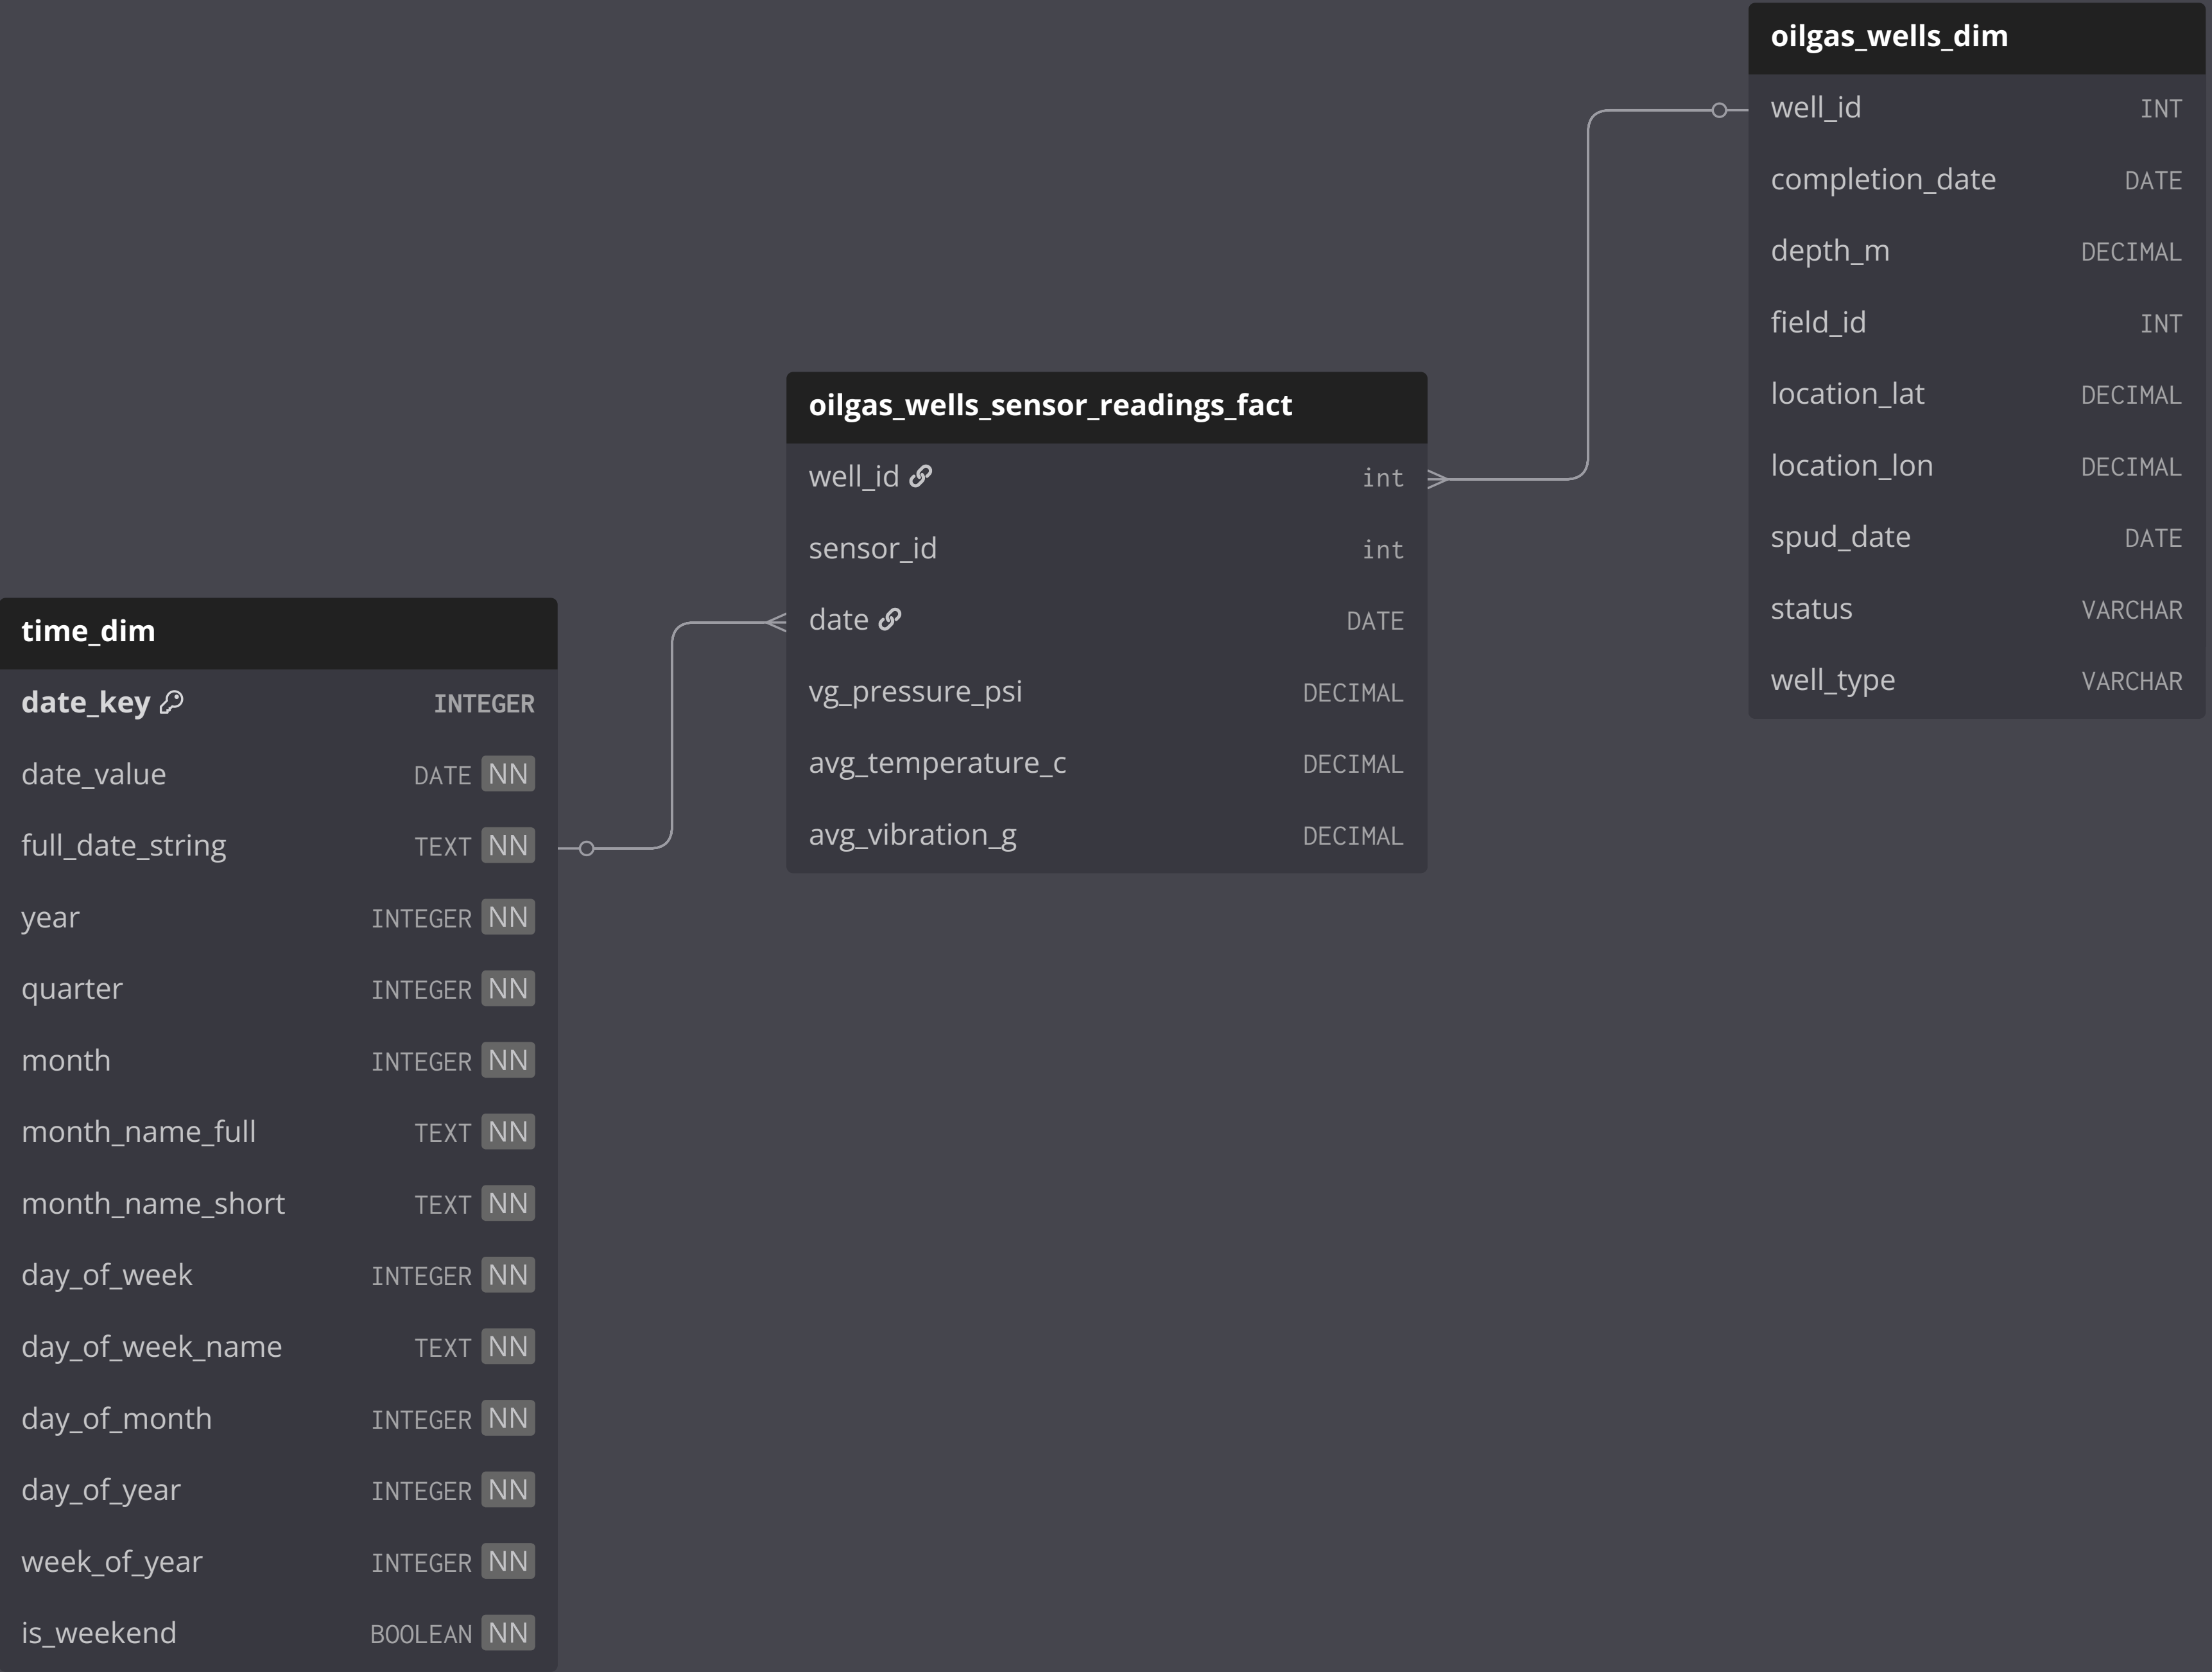 oilgas_wells_dim
well_id INT
completion_date DATE
depth_m DECIMAL
field_id INT
location_lat DECIMAL
location_lon DECIMAL
spud_date DATE
status VARCHAR
well_type VARCHAR
oilgas_wells_sensor_readings_fact
well_id int
sensor_id int
date DATE
vg_pressure_psi DECIMAL
avg_temperature_c DECIMAL
avg_vibration_g DECIMAL
time_dim
date_key INTEGER
date_value DATE NN
full_date_string TEXT NN
year INTEGER NN
quarter INTEGER NN
month INTEGER NN
month_name_full TEXT NN
month_name_short TEXT NN
day_of_week INTEGER NN
day_of_week_name TEXT NN
day_of_month INTEGER NN
day_of_year INTEGER NN
week_of_year INTEGER NN
is_weekend BOOLEAN NN